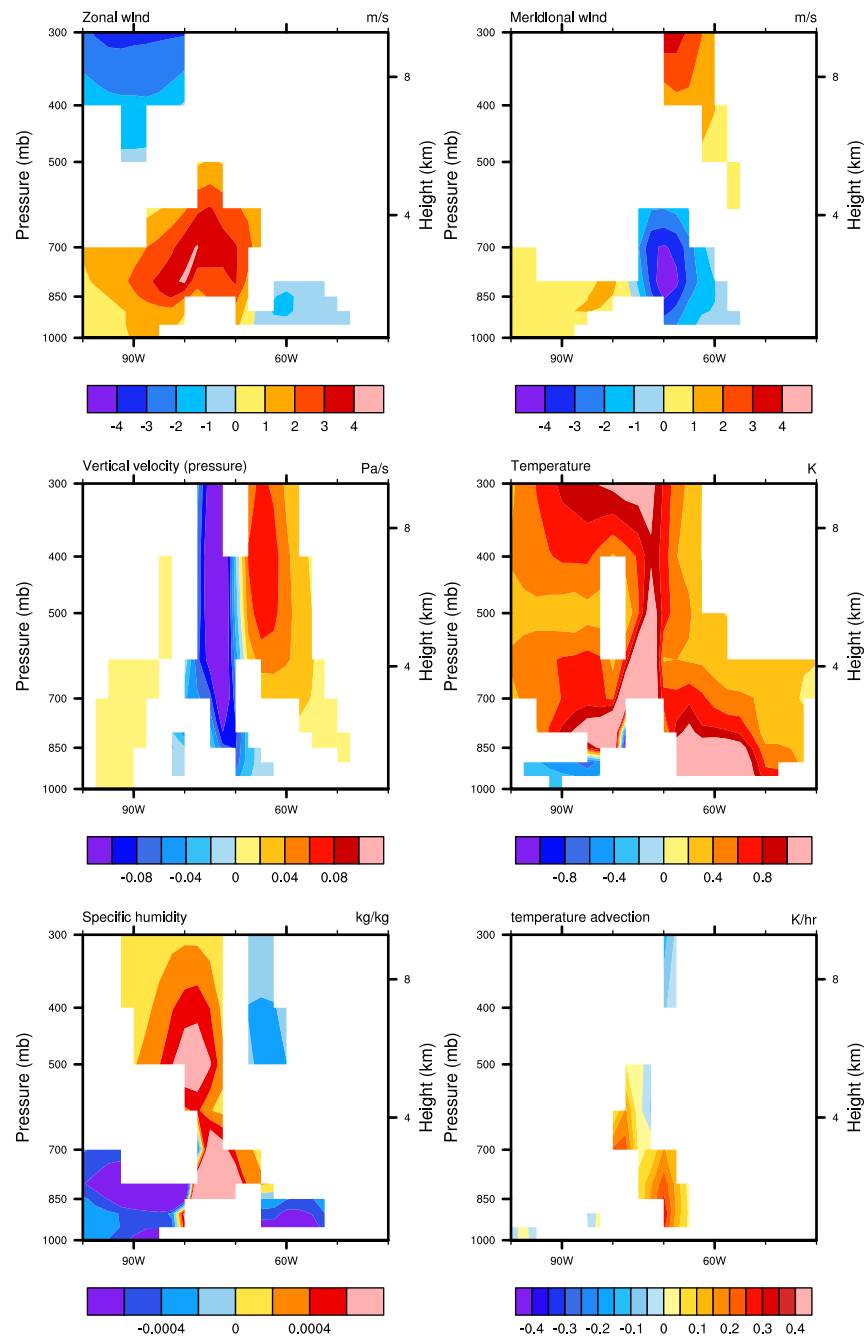 Zonal wind m/s
Meridional wind m/s
300
400
500
700
850
1000
Pressure (mb)
8
4
Height (km)
90W 60W
-4 -3 -2 -1 0 1 2 3 4
300
400
500
700
850
1000
Pressure (mb)
8
4
Height (km)
90W 60W
-4 -3 -2 -1 0 1 2 3 4
Vertical velocity (pressure) Pa/s
Temperature K
300
400
500
700
850
1000
Pressure (mb)
8
4
Height (km)
90W 60W
-0.08 -0.04 0 0.04 0.08
300
400
500
700
850
1000
Pressure (mb)
8
4
Height (km)
90W 60W
-0.8 -0.4 0 0.4 0.8
Specific humidity kg/kg
temperature advection K/hr
300
400
500
700
850
1000
Pressure (mb)
8
4
Height (km)
90W 60W
-0.0004 0 0.0004
300
400
500
700
850
1000
Pressure (mb)
8
4
Height (km)
90W 60W
-0.4 -0.3 -0.2 -0.1 0 0.1 0.2 0.3 0.4